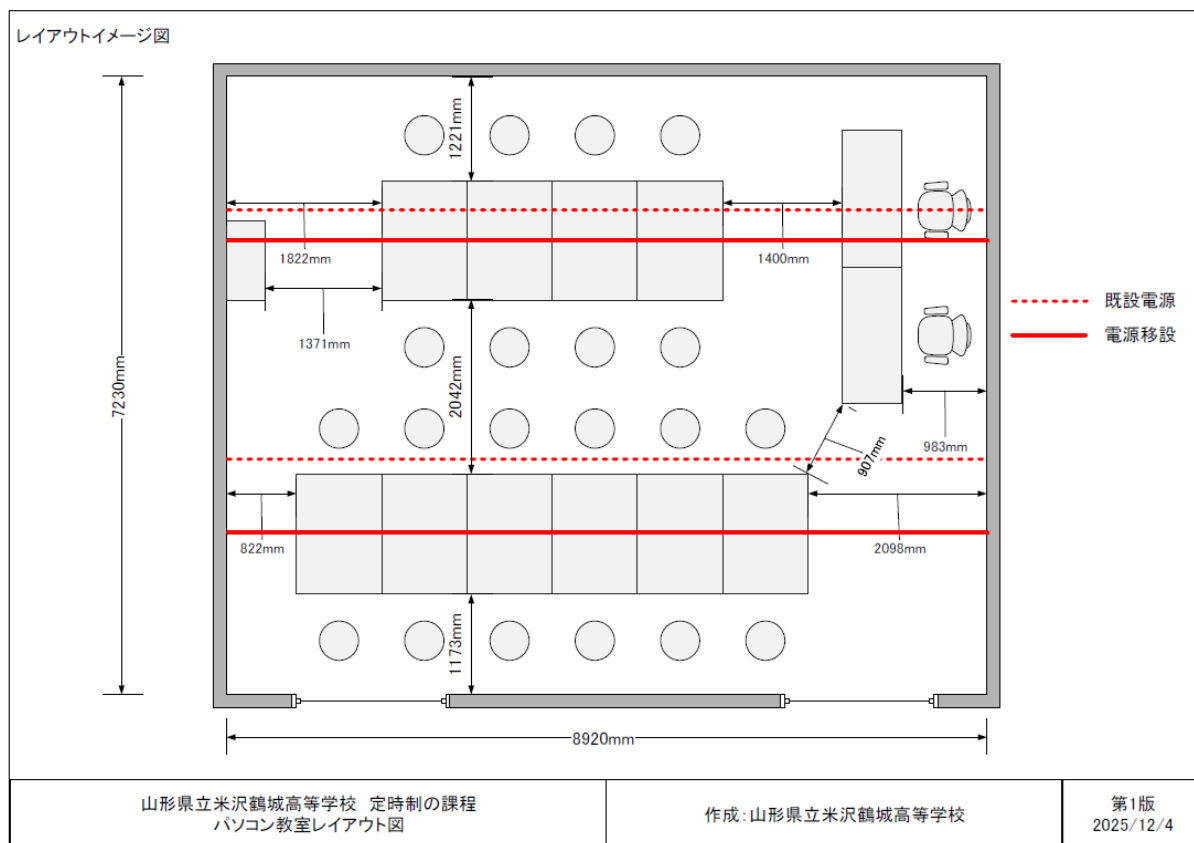 レイアウトイメージ図
1221mm
1822mm
1400mm
1371mm
既設電源
電源移設
7230mm
2042mm
983mm
907mm
822mm
2098mm
1173mm
8920mm
山形県立米沢鶴城高等学校 定時制の課程
パソコン教室レイアウト図
作成:山形県立米沢鶴城高等学校
第1版
2025/12/4